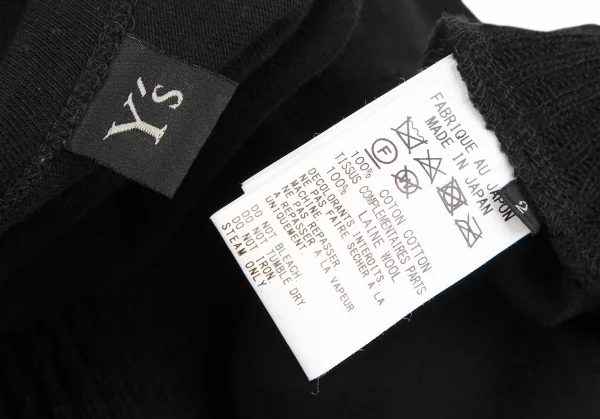 Y's
FABRIQUE AU JAPON
MADE IN JAPAN
F
100% COTON COTTON
TISSUS COMPLEMENTAIRES PARTS
100% LAINE WOOL
DECOLORANTS INTERDITS.
NE PAS FAIRE SECHER A LA
MACHINE
NE PAS REPASSER
A REPASSER A LA VAPEUR
UNIQUEMENT.
DO NOT BLEACH.
DO NOT TUMBLE DRY.
DO NOT IRON.
STEAM ONLY.
2